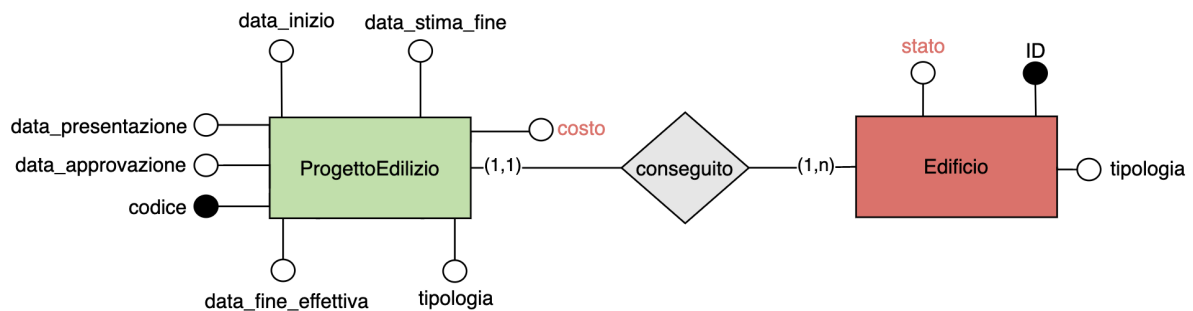 data_inizio
data_stima_fine
stato
ID
data_presentazione
costo
data_approvazione
ProgettoEdilizio
(1,1)
conseguito
(1,n)
Edificio
tipologia
codice
data_fine_effettiva
tipologia